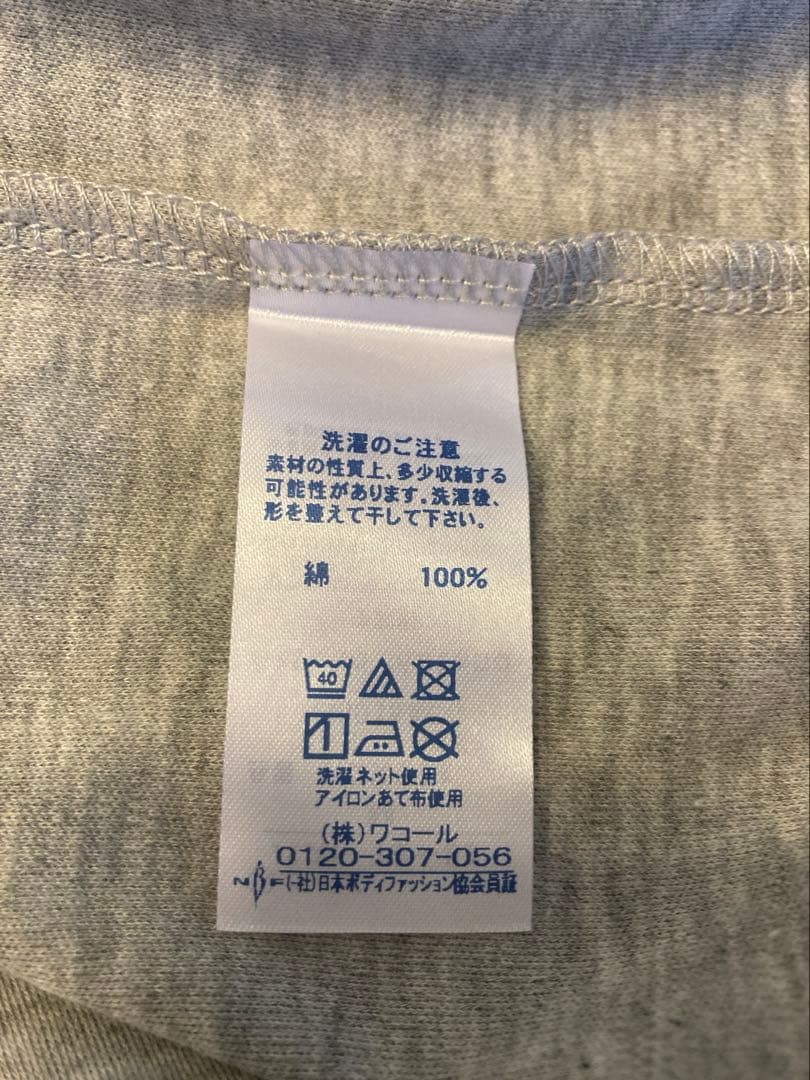 洗濯のご注意
素材の性質上、多少収縮する
可能性があります。洗濯後、
形を整えて干して下さい。
綿 100%
40
洗濯ネット使用
アイロンあて布使用
(株)ワコール
0120-307-056
NBF(一社)日本ボディファッション協会会員証